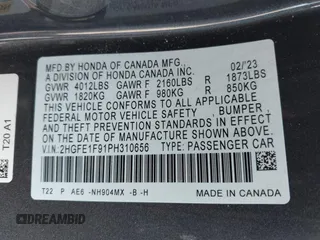 MFD. BY HONDA OF CANADA MFG.,
A DIVISION OF HONDA CANADA INC. 02/'23
GVWR 4012LBS GAWR F 2160LBS R 1873LBS
GVWR 1820KG GAWR F 980KG R 850KG
THIS VEHICLE CONFORMS TO ALL APPLICABLE
FEDERAL MOTOR VEHICLE SAFETY, BUMPER,
AND THEFT PREVENTION STANDARDS IN
EFFECT ON THE DATE OF MANUFACTURE
SHOWN ABOVE.
V.I.N.: 2HGFE1F91PH310656 TYPE: PASSENGER CAR
T22 P AE6 -NH904MX -B -H
MADE IN CANADA
T20 A1
DREAMBID